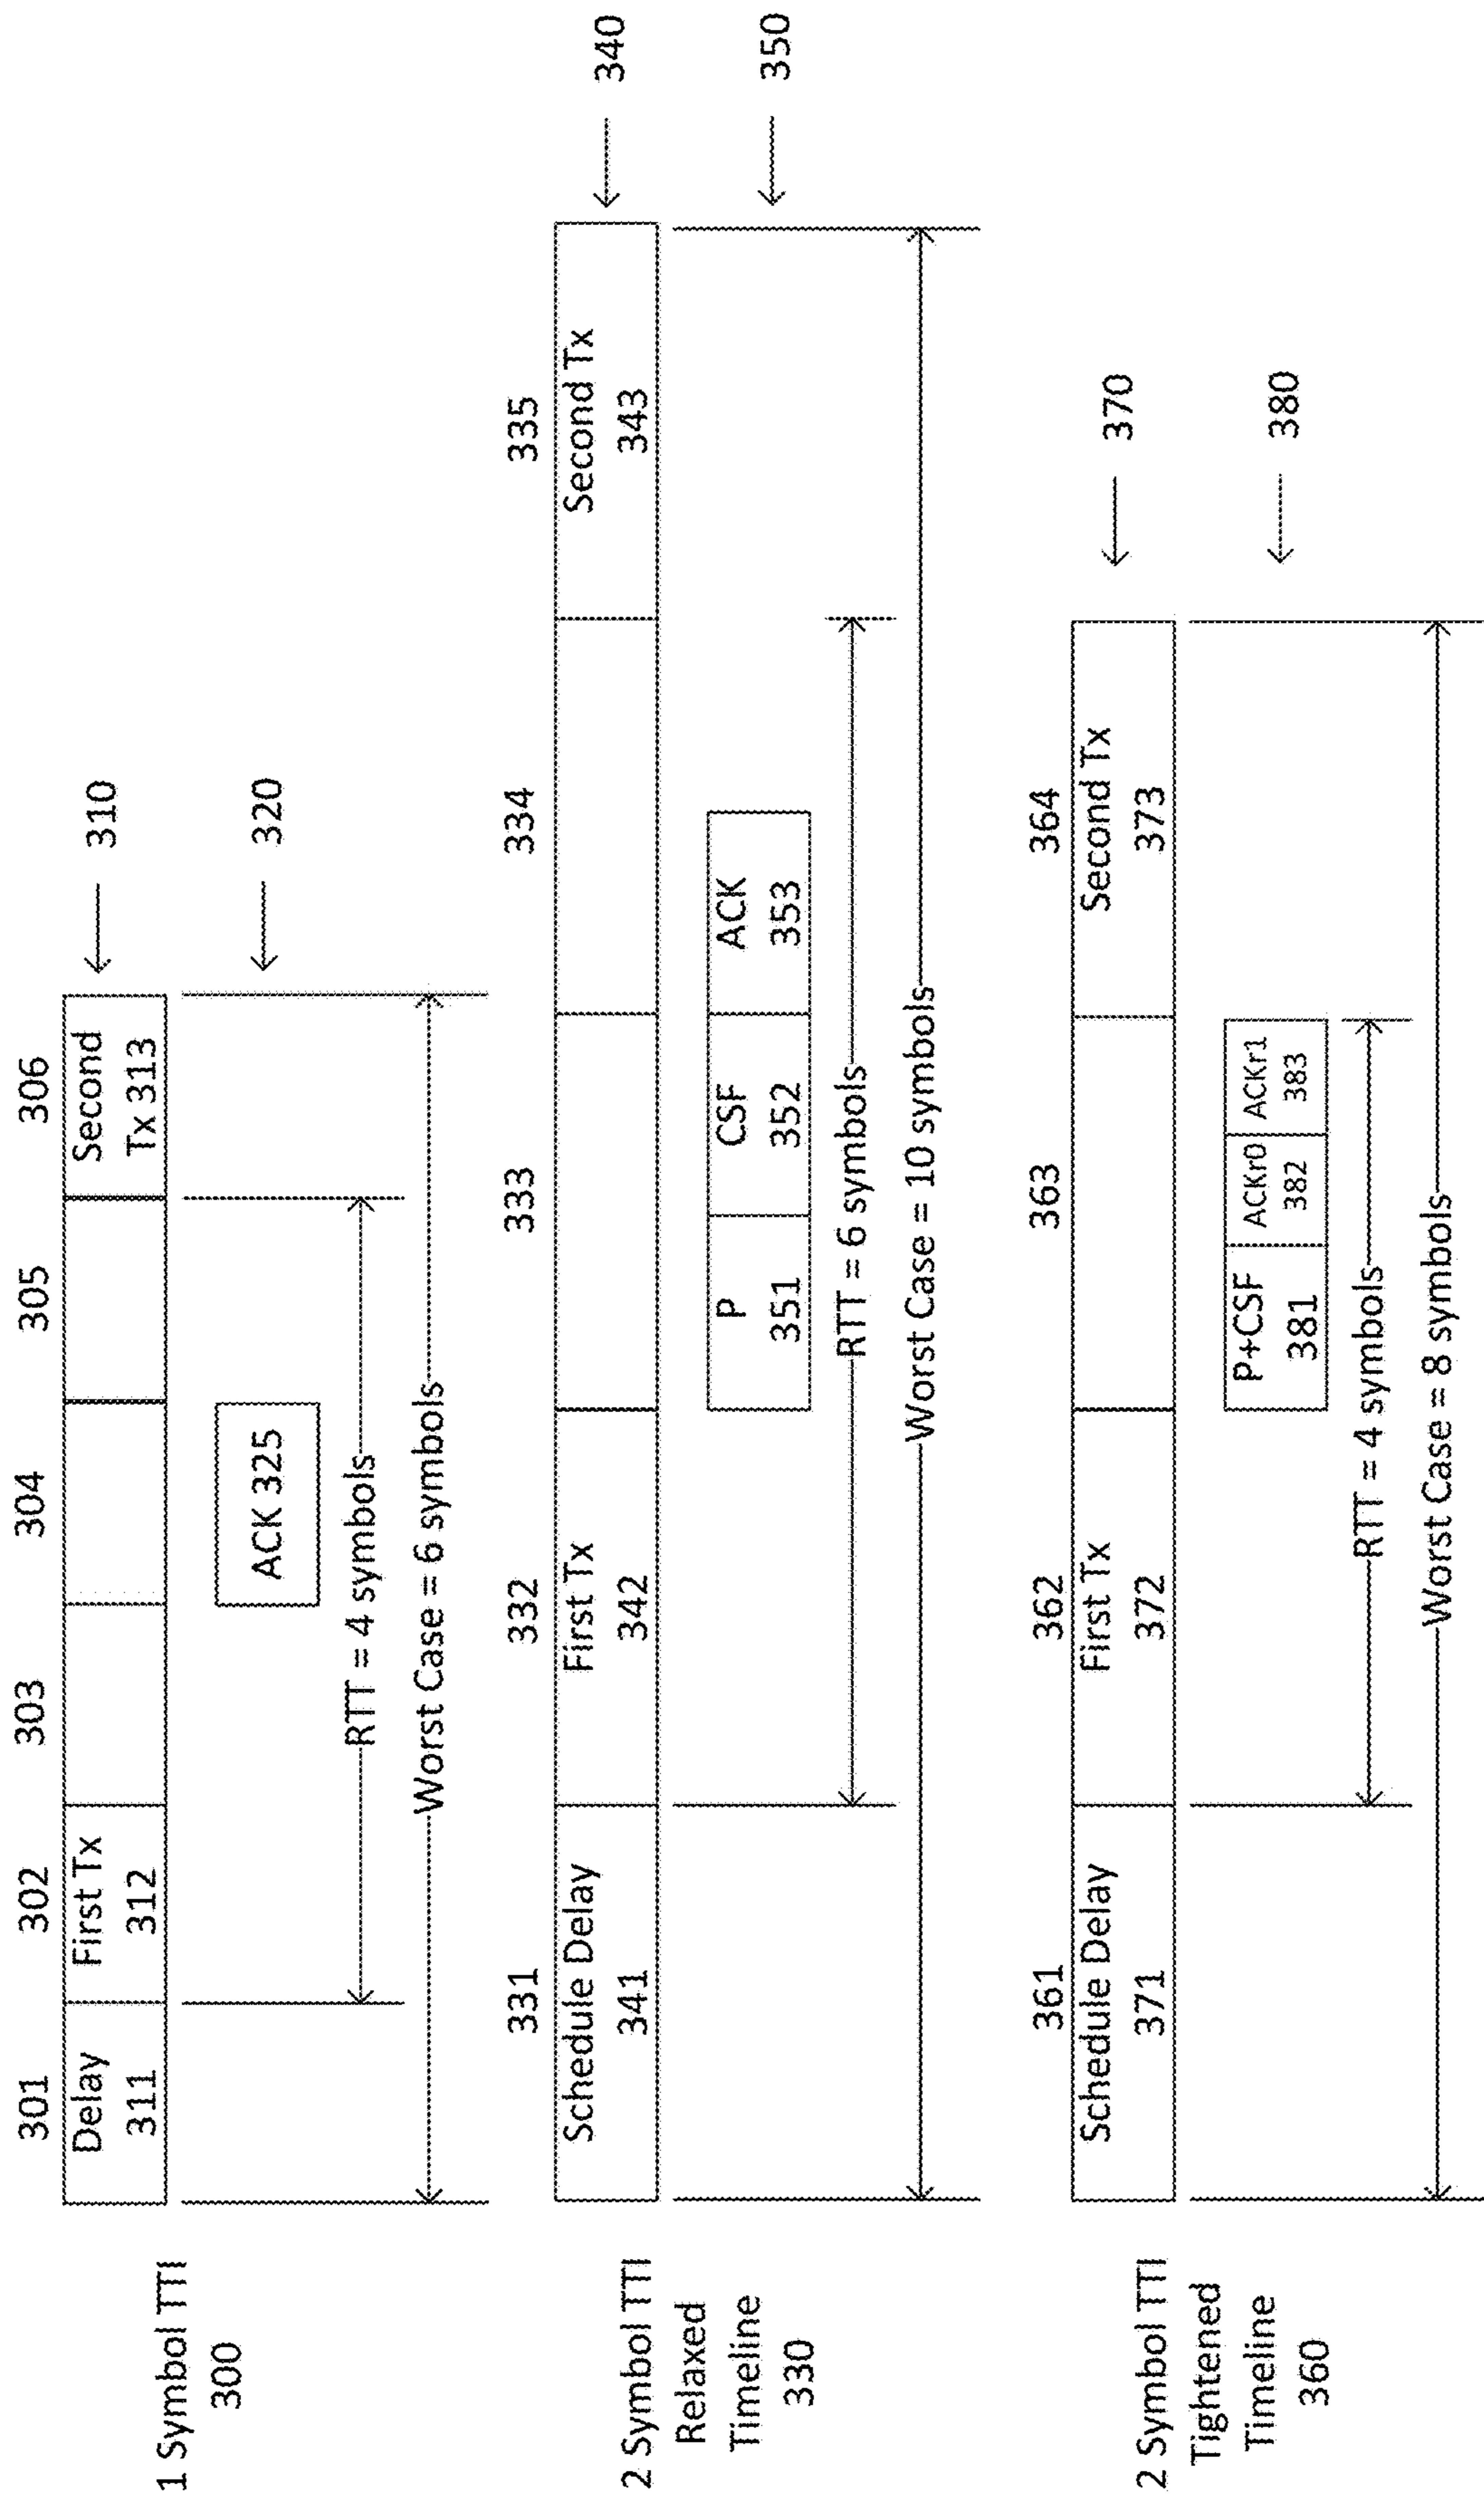 301 302 303 304 305 306
1 Symbol TTI
300
Delay
311
First Tx
312
Second
Tx 313
310
320
ACK 325
RTT = 4 symbols
Worst Case = 6 symbols
331 332 333 334 335
2 Symbol TTI
Relaxed
Timeline
330
Schedule Delay
341
First Tx
342
Second Tx
343
340
350
P
351
CSF
352
ACK
353
RTT = 6 symbols
Worst Case = 10 symbols
361 362 363 364
2 Symbol TTI
Tightened
Timeline
360
Schedule Delay
371
First Tx
372
Second Tx
373
370
380
P+CSF
381
ACKr0
382
ACKr1
383
RTT = 4 symbols
Worst Case = 8 symbols